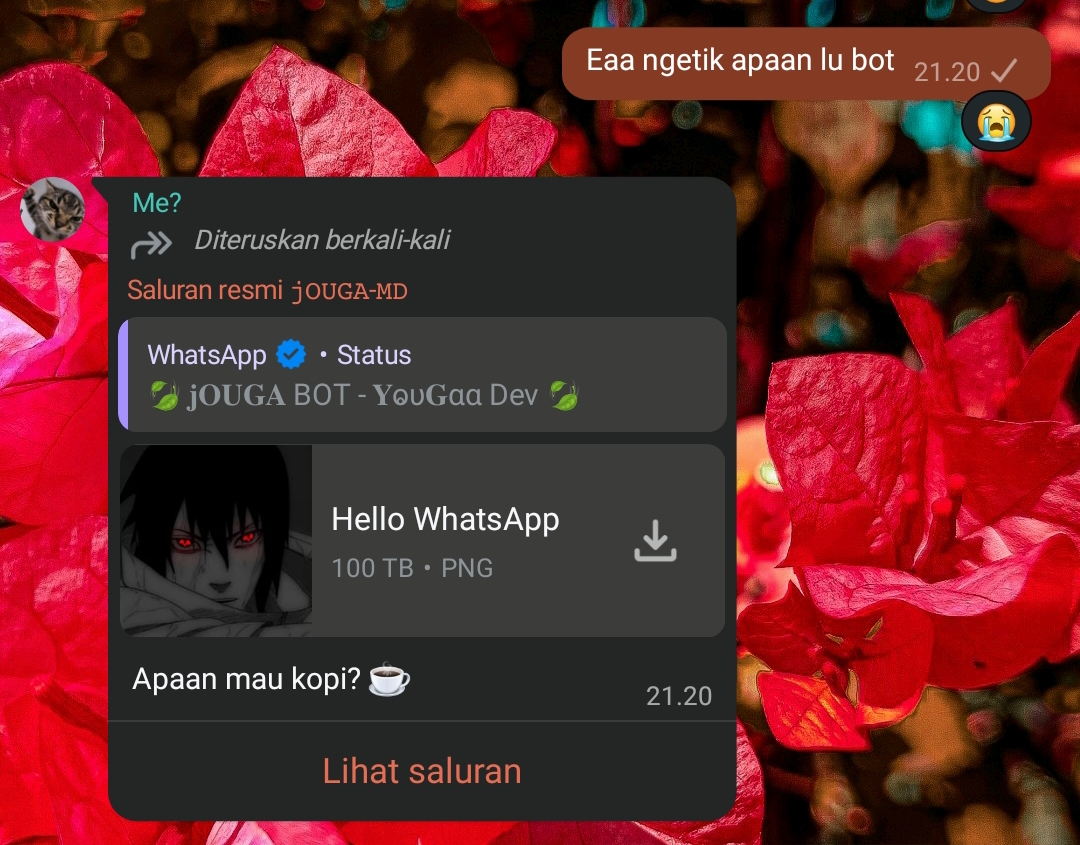 Eaa ngetik apaan lu bot 21.20
😭
Me?
Diteruskan berkali-kali
Saluran resmi jOUGA-MD
WhatsApp • Status
🍃 𝐣𝐎𝐔𝐆𝐀 BOT - 𝐘ҩυ𝐆αα Dev 🍃
Hello WhatsApp
100 TB • PNG
Apaan mau kopi? ☕
21.20
Lihat saluran